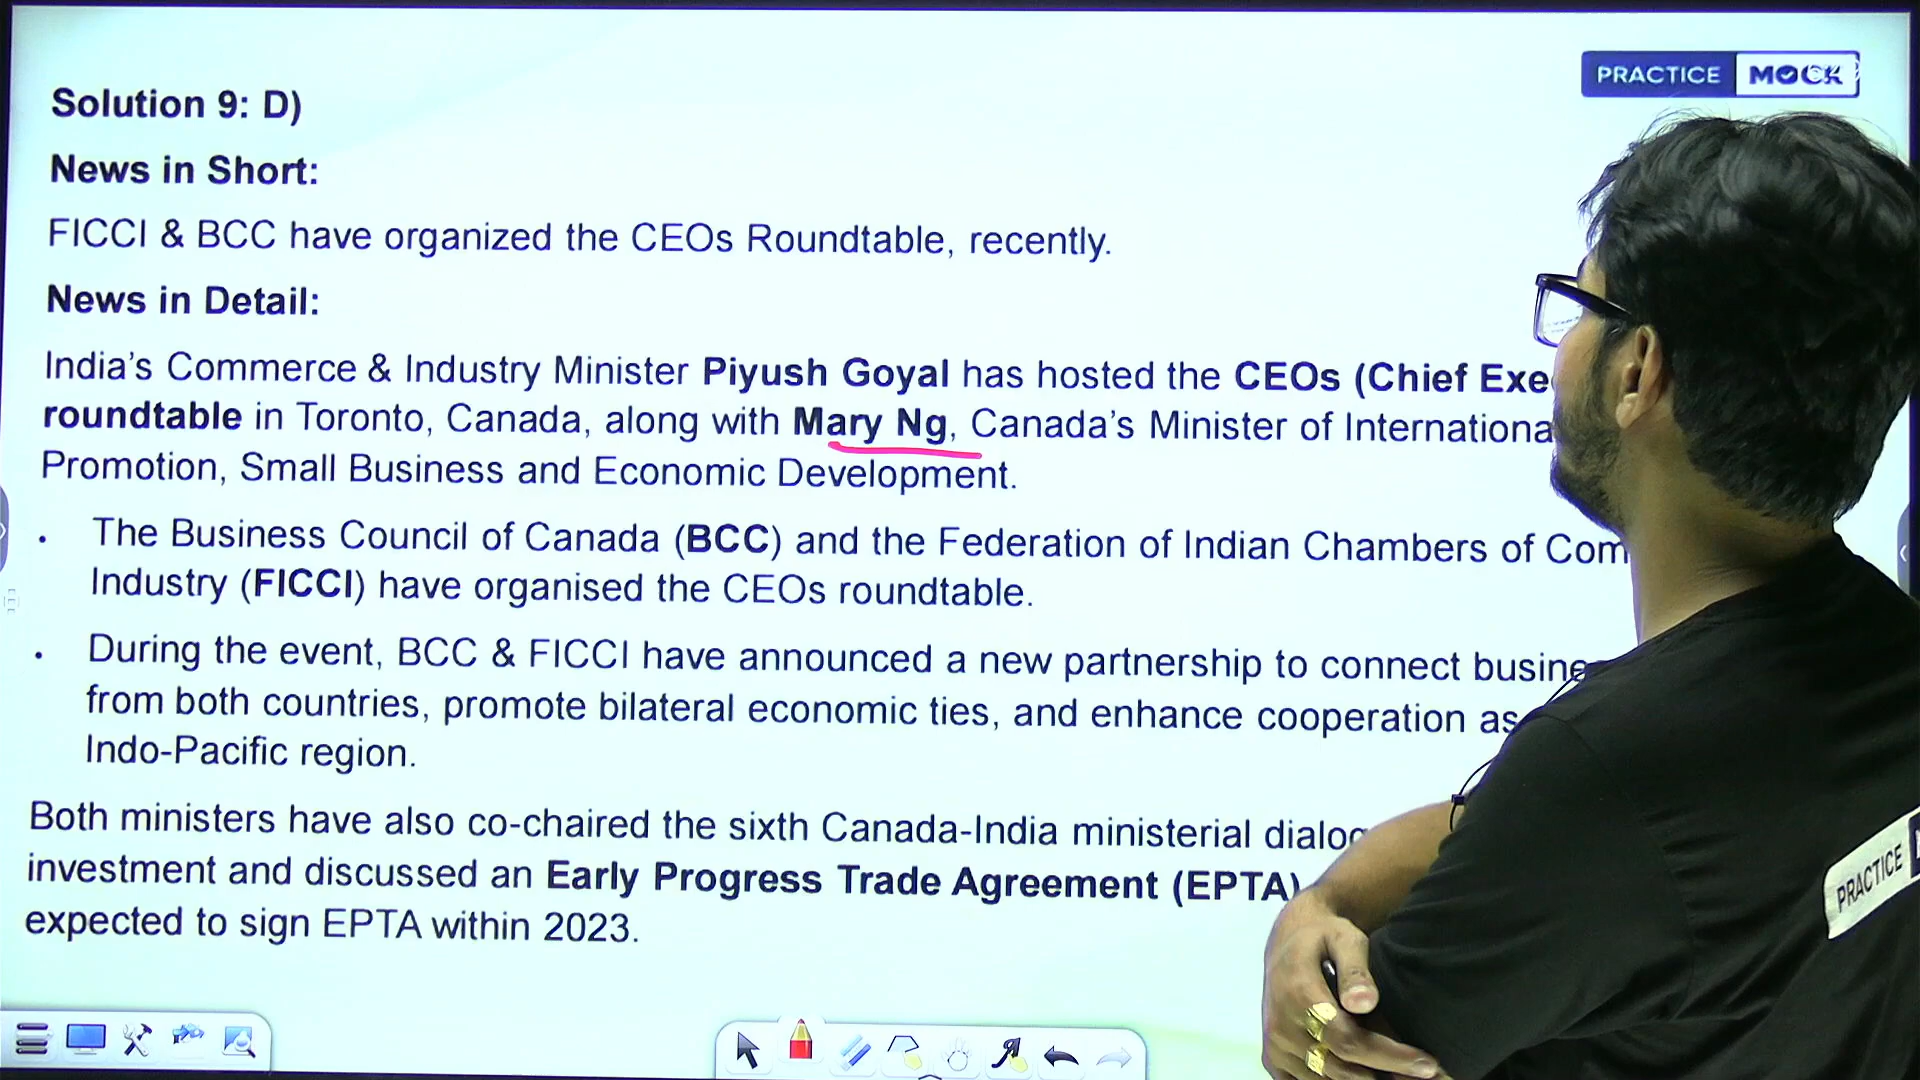 PRACTICE MOCK
Solution 9: D)
News in Short:
FICCI & BCC have organized the CEOs Roundtable, recently.
News in Detail:
India's Commerce & Industry Minister Piyush Goyal has hosted the CEOs (Chief Exe
roundtable in Toronto, Canada, along with Mary Ng, Canada's Minister of Internationa
Promotion, Small Business and Economic Development.
• The Business Council of Canada (BCC) and the Federation of Indian Chambers of Com
Industry (FICCI) have organised the CEOs roundtable.
• During the event, BCC & FICCI have announced a new partnership to connect busine
from both countries, promote bilateral economic ties, and enhance cooperation as
Indo-Pacific region.
Both ministers have also co-chaired the sixth Canada-India ministerial dialog
investment and discussed an Early Progress Trade Agreement (EPTA)
expected to sign EPTA within 2023.
PRACTICE